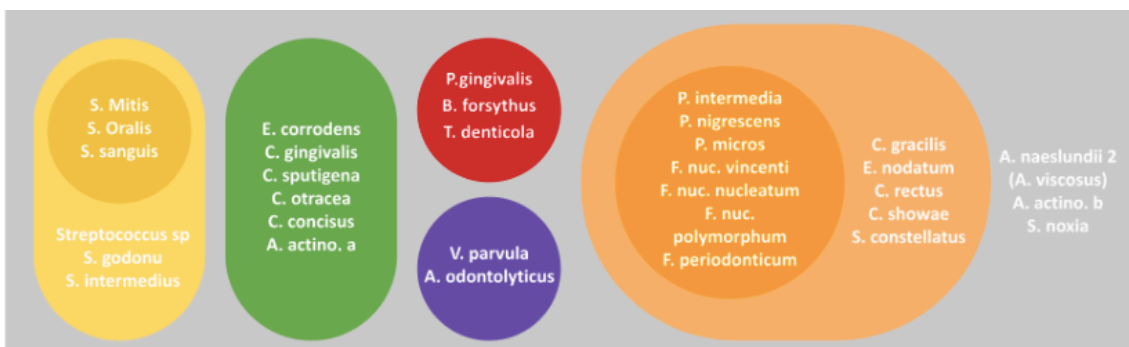 S. Mitis
S. Oralis
S. sanguis
Streptococcus sp
S. godonu
S. intermedius
E. corrodens
C. gingivalis
C. sputigena
C. otracea
C. concisus
A. actino. a
P.gingivalis
B. forsythus
T. denticola
V. parvula
A. odontolyticus
P. intermedia
P. nigrescens
P. micros
F. nuc. vincenti
F. nuc. nucleatum
F. nuc.
polymorphum
F. periodonticum
C. gracilis
E. nodatum
C. rectus
C. showae
S. constellatus
A. naeslundii 2
(A. viscosus)
A. actino. b
S. noxia